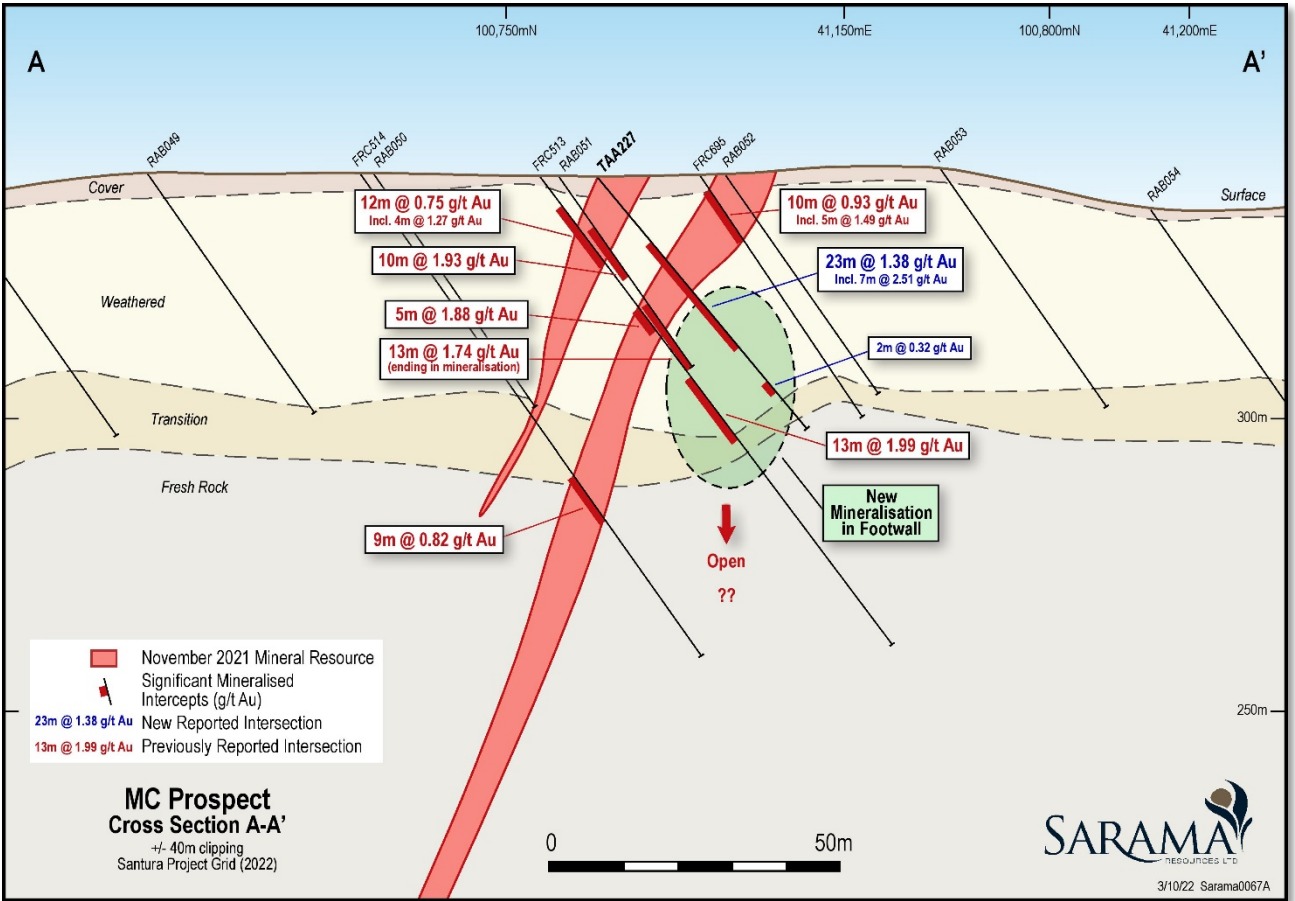 100,750mN
41,150mE
100,800mN
41,200mE
A
A'
RAB049
FRC514
RAB050
FRC513
RAB051
TAA227
FRC695
RAB052
RAB053
RAB054
Cover
Surface
12m @ 0.75 g/t Au
Incl. 4m @ 1.27 g/t Au
10m @ 0.93 g/t Au
Incl. 5m @ 1.49 g/t Au
10m @ 1.93 g/t Au
23m @ 1.38 g/t Au
Incl. 7m @ 2.51 g/t Au
Weathered
5m @ 1.88 g/t Au
13m @ 1.74 g/t Au
(ending in mineralisation)
2m @ 0.32 g/t Au
Transition
300m
13m @ 1.99 g/t Au
Fresh Rock
New
Mineralisation
in Footwall
9m @ 0.82 g/t Au
Open
??
November 2021 Mineral Resource
Significant Mineralised
Intercepts (g/t Au)
23m @ 1.38 g/t Au New Reported Intersection
13m @ 1.99 g/t Au Previously Reported Intersection
250m
MC Prospect
Cross Section A-A'
+/- 40m clipping
Santura Project Grid (2022)
0
50m
SARAMA
RESOURCES LTD
3/10/22 Sarama0067A